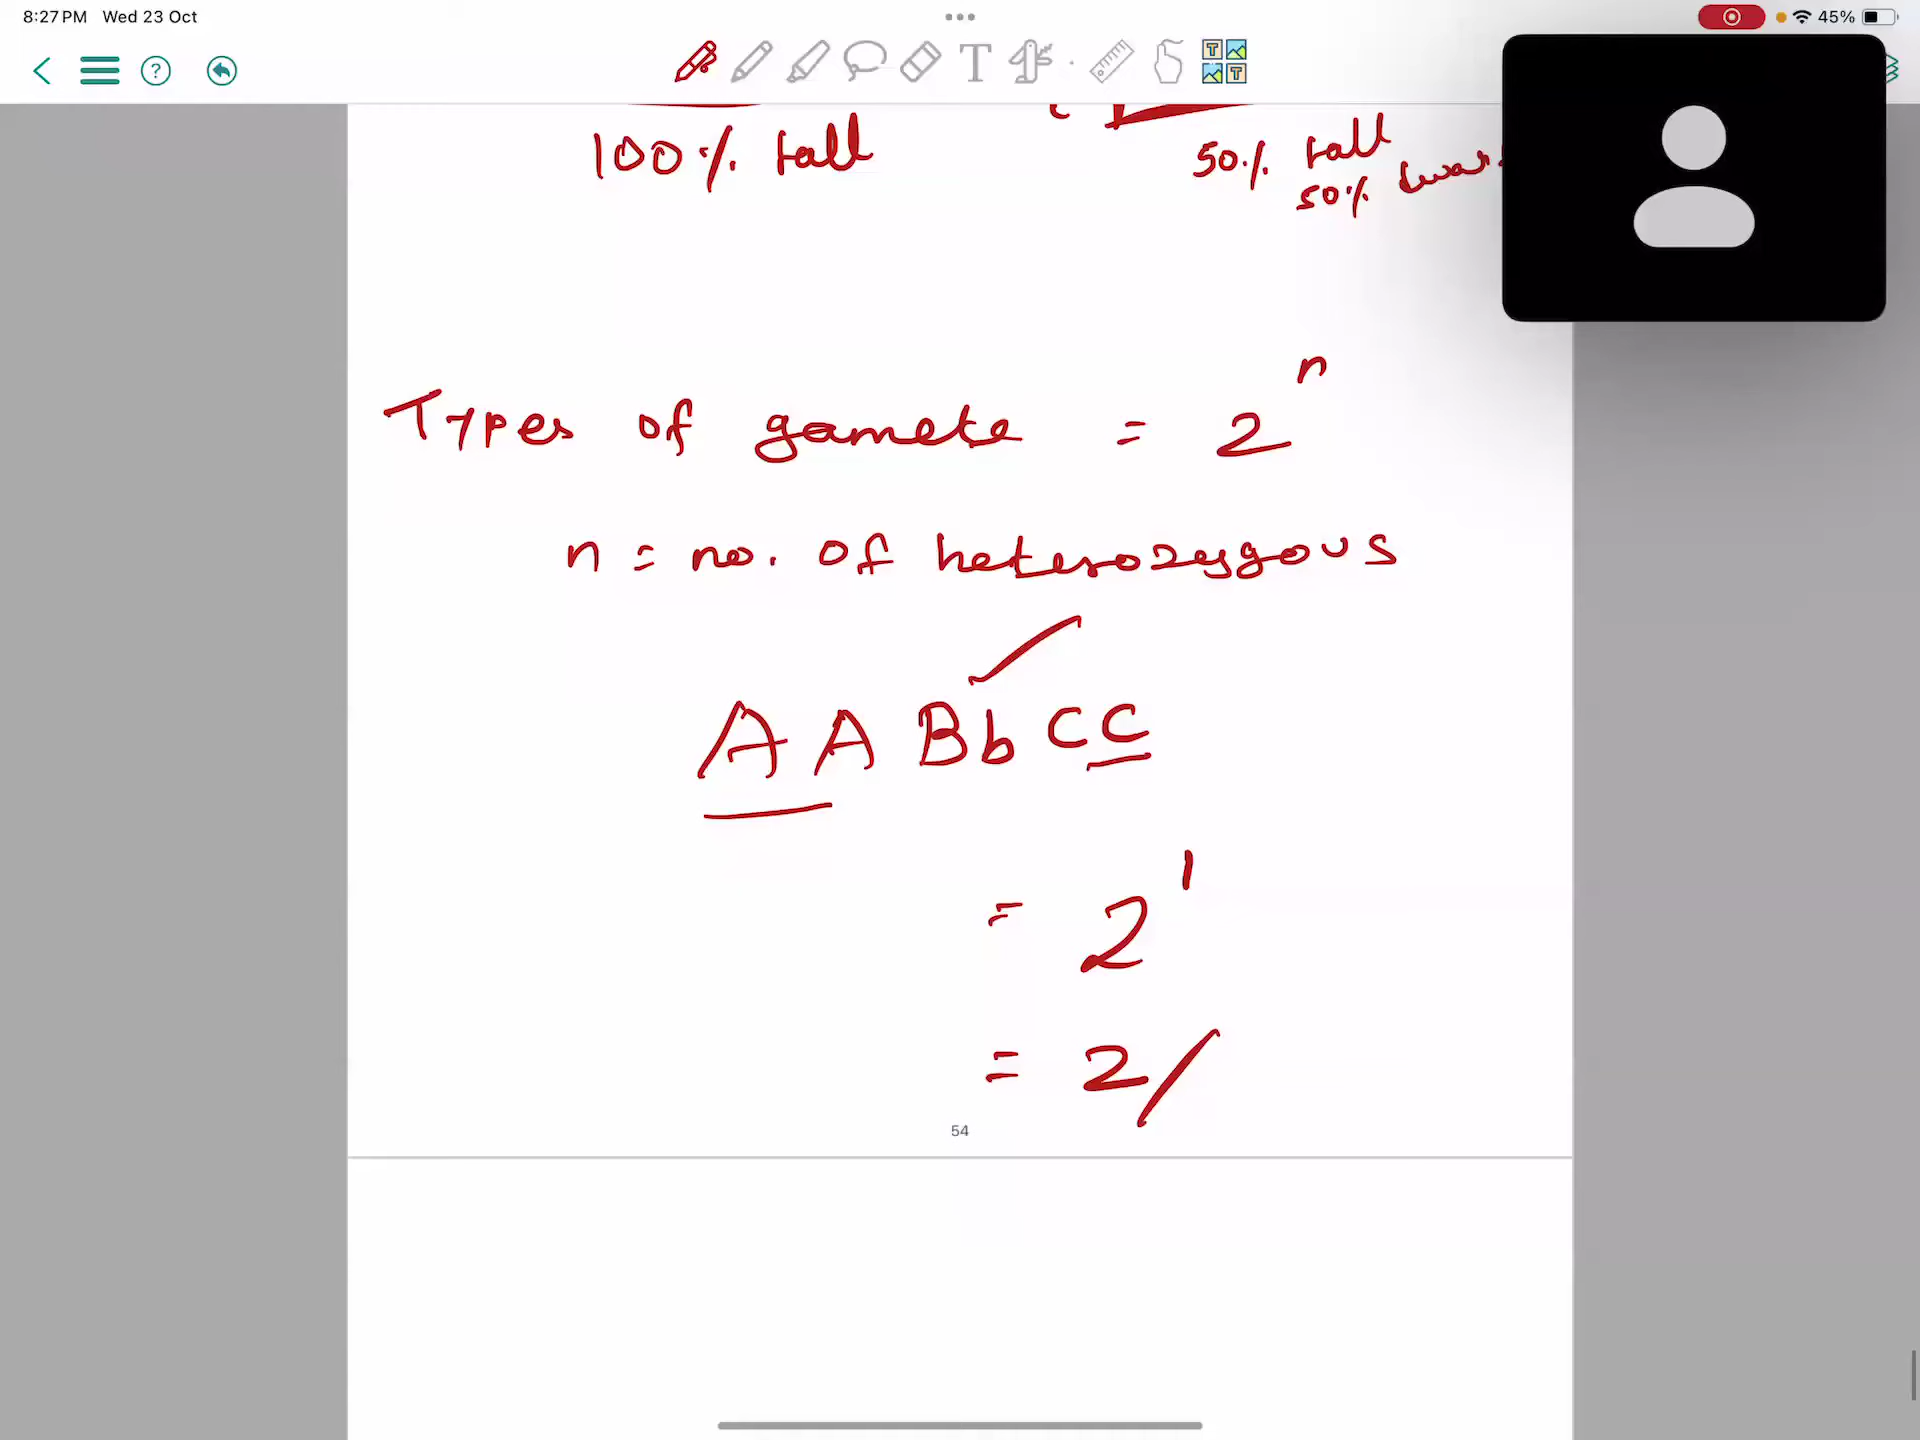 8:27 PM Wed 23 Oct
45%
100% tall
50% tall
50%
Types of gamete = 2ⁿ
n = no. of heterozygous
AABbCC
= 2¹
= 2/
54